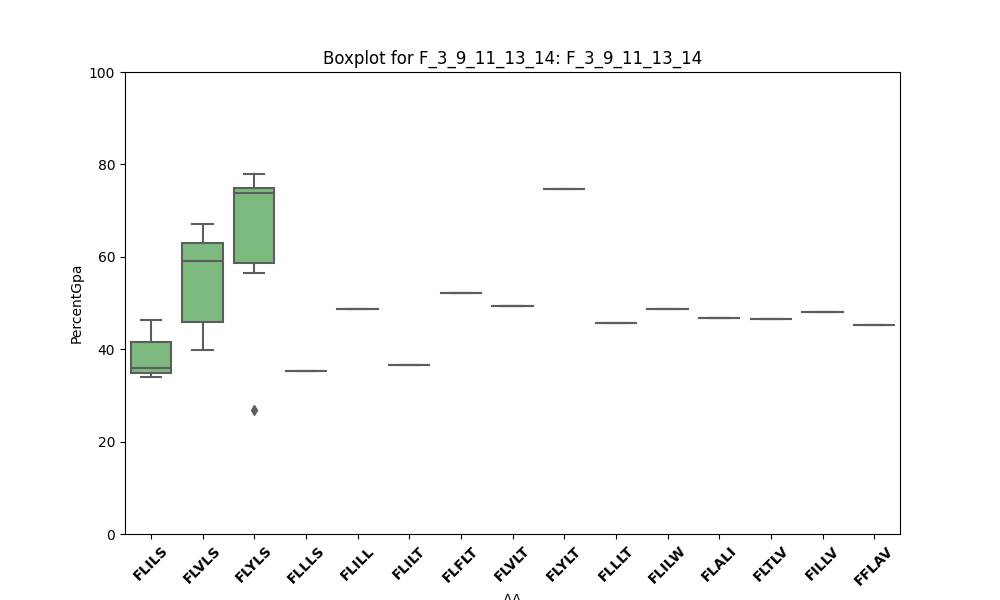 Boxplot for F_3_9_11_13_14: F_3_9_11_13_14
100
80
60
40
20
0
PercentGpa
FLILS
FLVLS
FLYLS
FLLLS
FLILL
FLILT
FLFLT
FLVLT
FLYLT
FLLLT
FLILW
FLALI
FLTLV
FILLV
FFLAV
AA